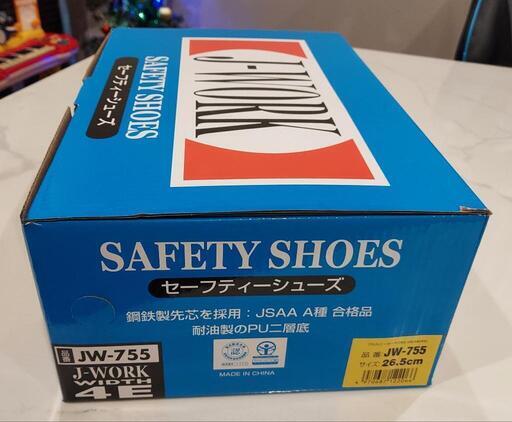 SAFETY SHOES
セーフティーシューズ
J-WORK
SAFETY SHOES
セーフティーシューズ
鋼鉄製先芯を採用：JSAA A種 合格品
耐油製のPU二層底
MADE IN CHINA
品番 JW-755
J-WORK
WIDTH
4E
品番 JW-755
サイズ 26.5cm